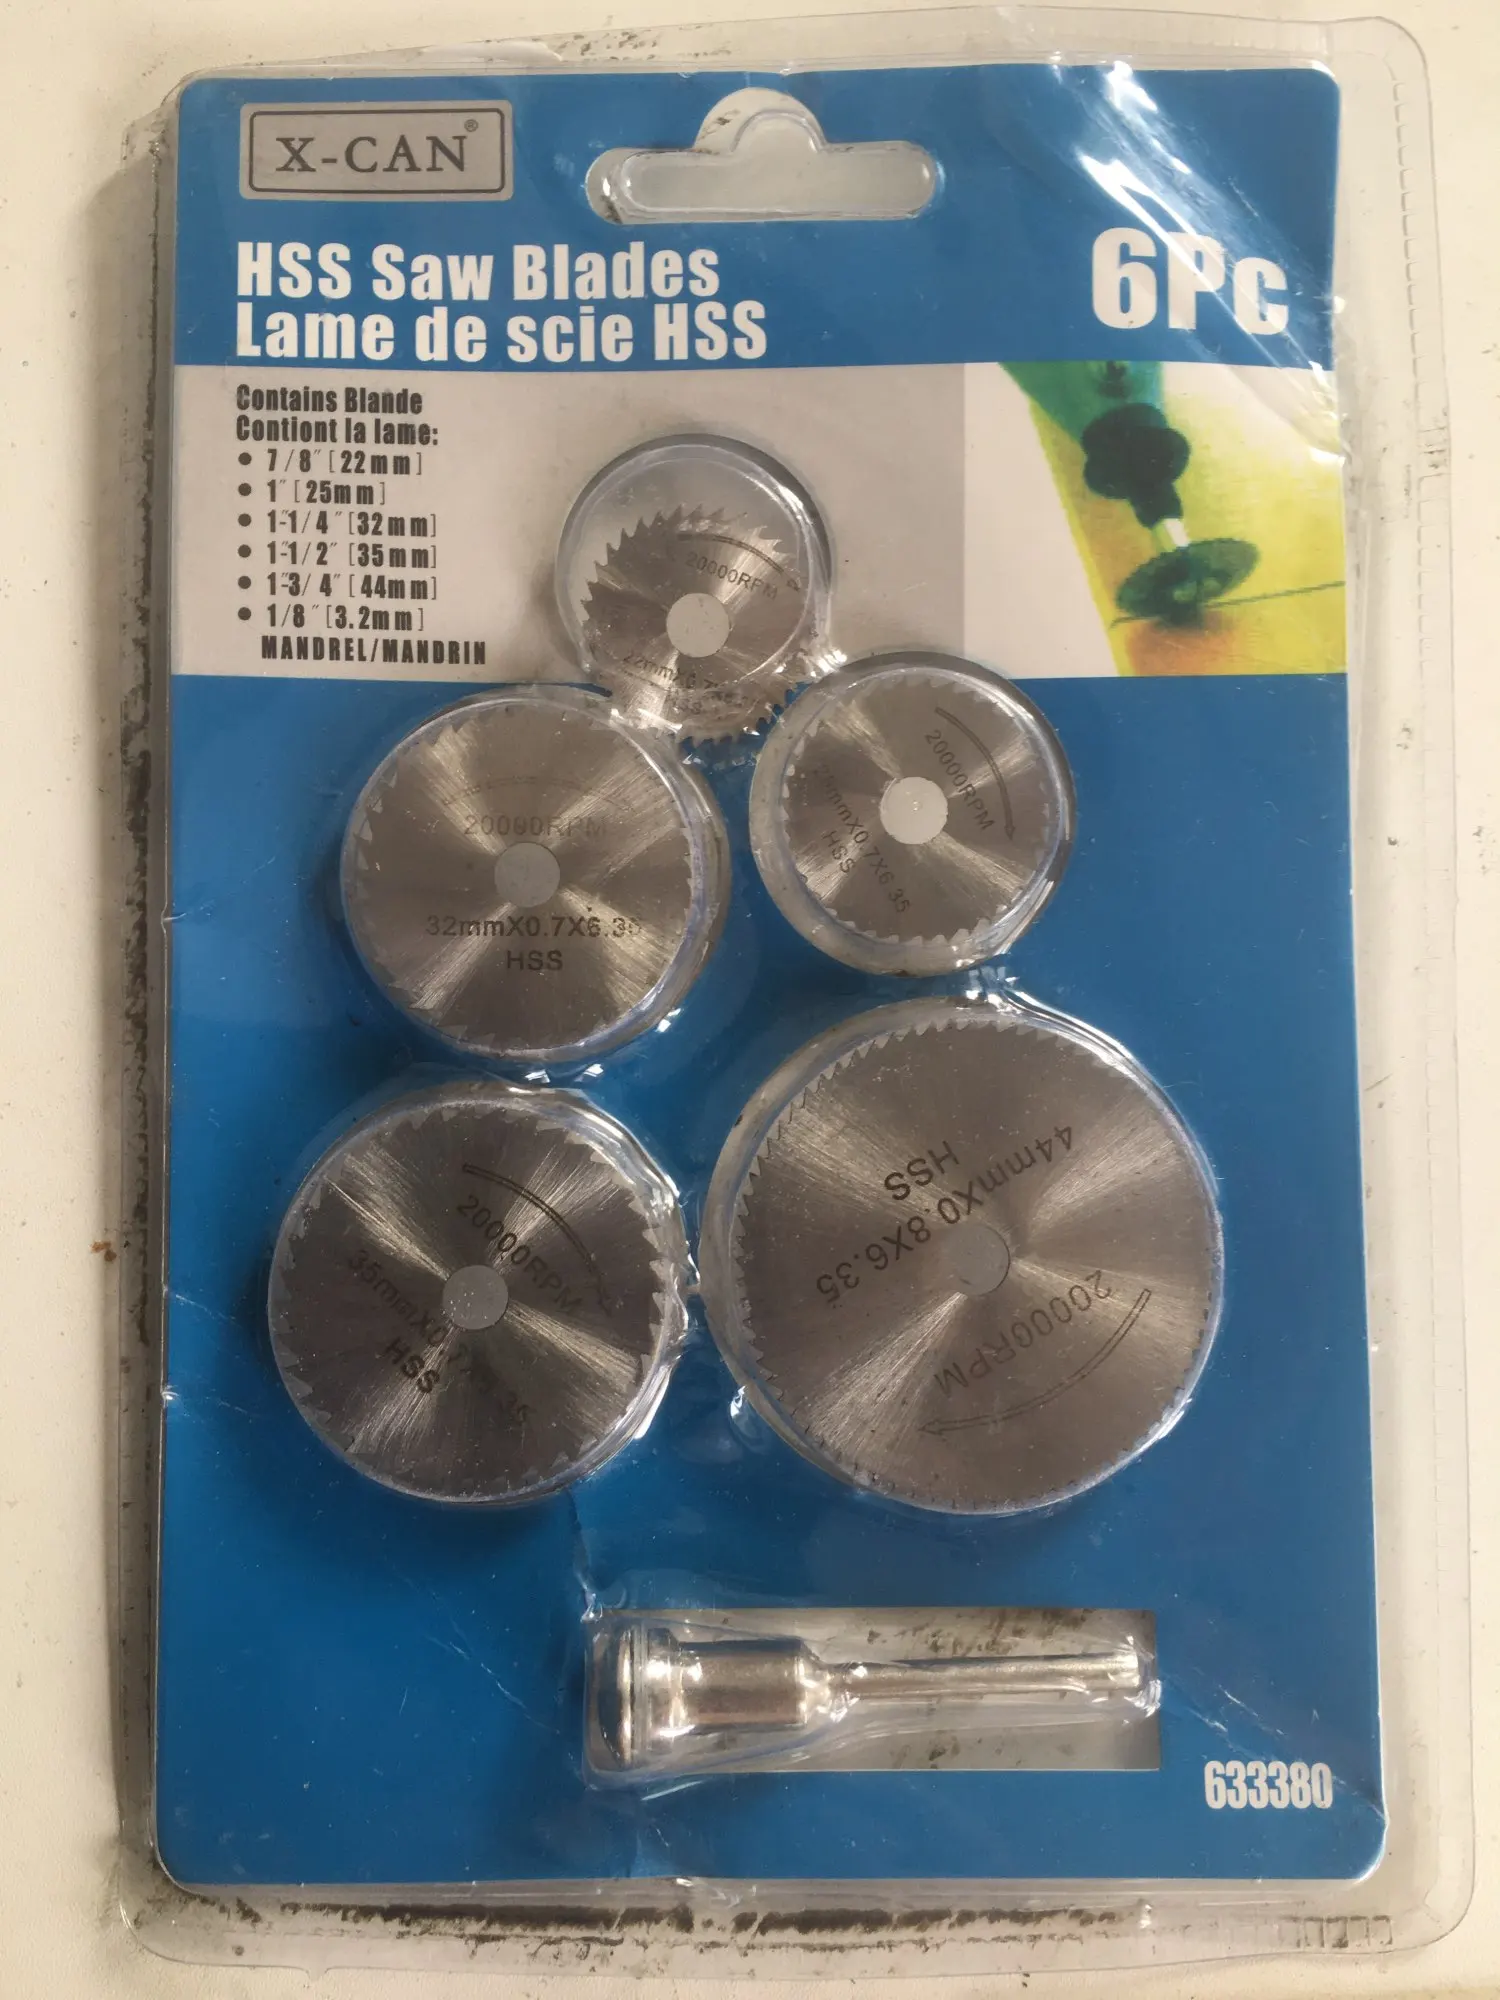 X-CAN®
HSS Saw Blades
Lame de scie HSS
6Pc
Contains Blande
Contiont la lame:
• 7/8" [22mm]
• 1" [25mm]
• 1"1/4" [32mm]
• 1"1/2" [35mm]
• 1"3/4" [44mm]
• 1/8" [3.2mm]
MANDREL/MANDRIN
20000RPM
HSS
20000RPM
HSS
20000RPM
32mmX0.7X6.35
HSS
20000RPM
HSS
44mmX0.8X6.35
HSS
20000RPM
633380